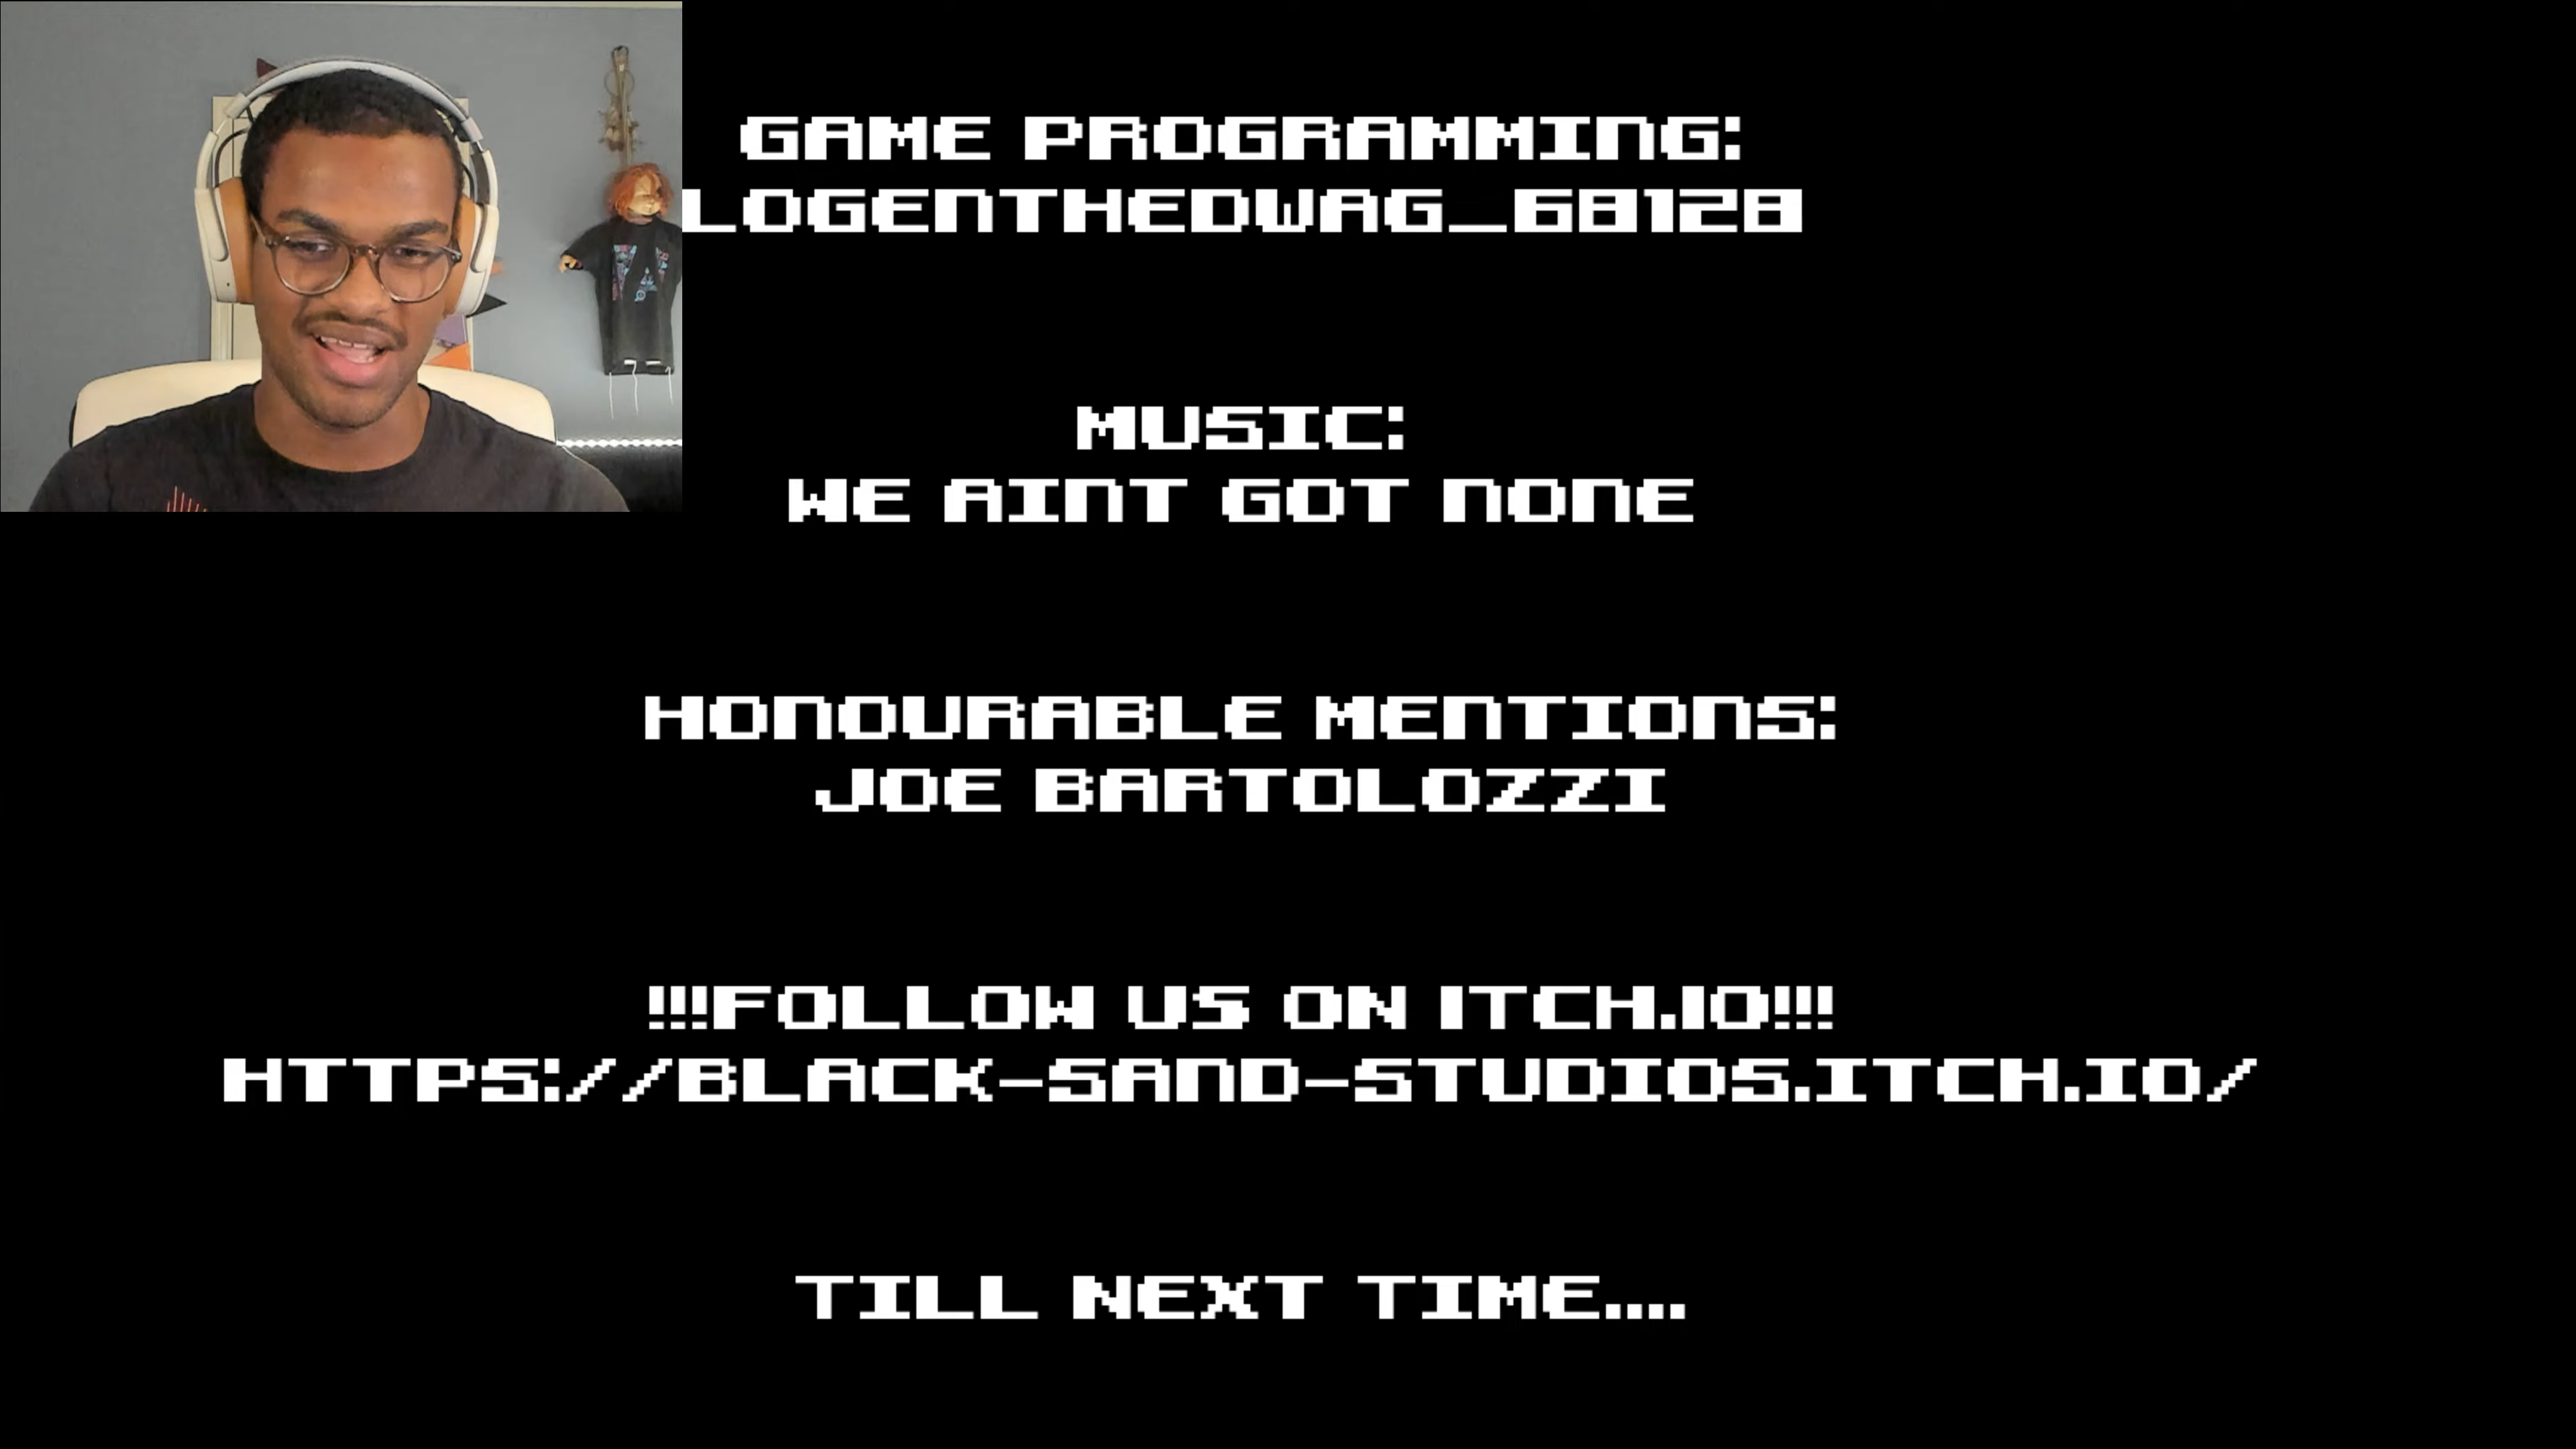 GAME PROGRAMMING:
LOGENTHEDWAG_68128
MUSIC:
WE AINT GOT NONE
HONOURABLE MENTIONS:
JOE BARTOLOZZI
!!!FOLLOW US ON ITCH.IO!!!
HTTPS://BLACK-SAND-STUDIOS.ITCH.IO/
TILL NEXT TIME....